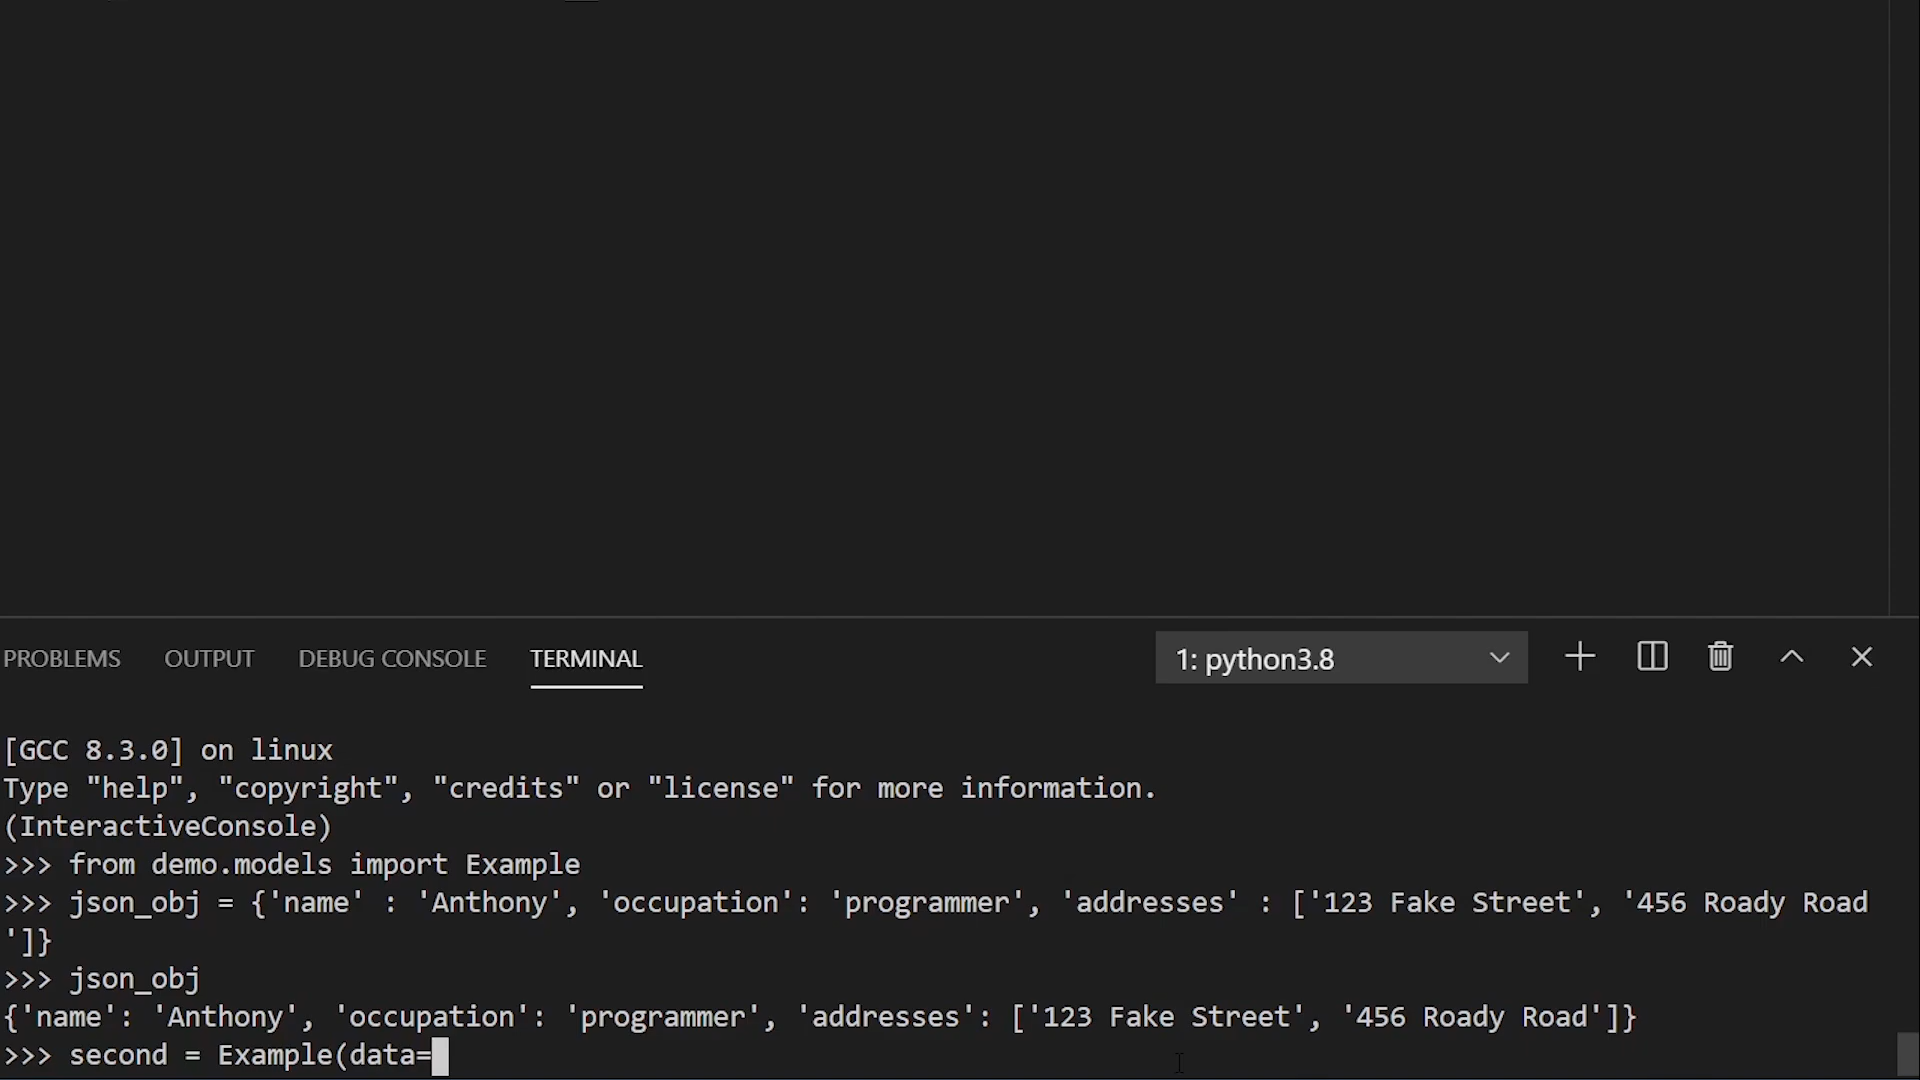 PROBLEMS OUTPUT DEBUG CONSOLE TERMINAL 1: python3.8
[GCC 8.3.0] on linux
Type "help", "copyright", "credits" or "license" for more information.
(InteractiveConsole)
>>> from demo.models import Example
>>> json_obj = {'name' : 'Anthony', 'occupation': 'programmer', 'addresses' : ['123 Fake Street', '456 Roady Road
']}
>>> json_obj
{'name': 'Anthony', 'occupation': 'programmer', 'addresses': ['123 Fake Street', '456 Roady Road']}
>>> second = Example(data=